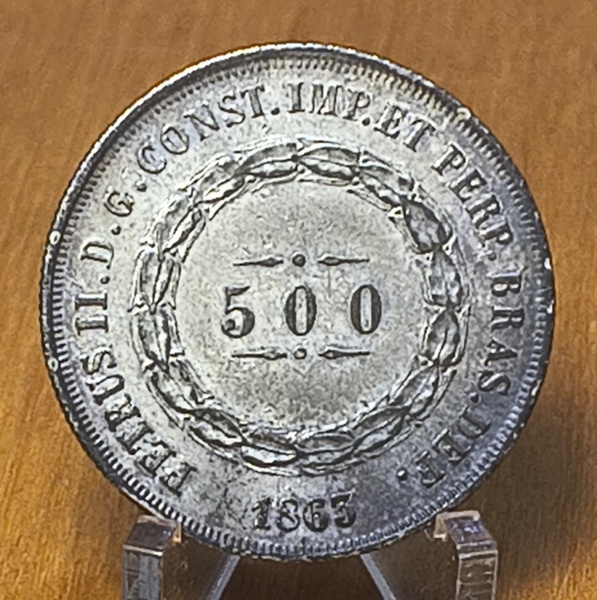 PETRUS II. D. G. CONST. IMP. ET PERP. BRAS. DEF.
500
1863